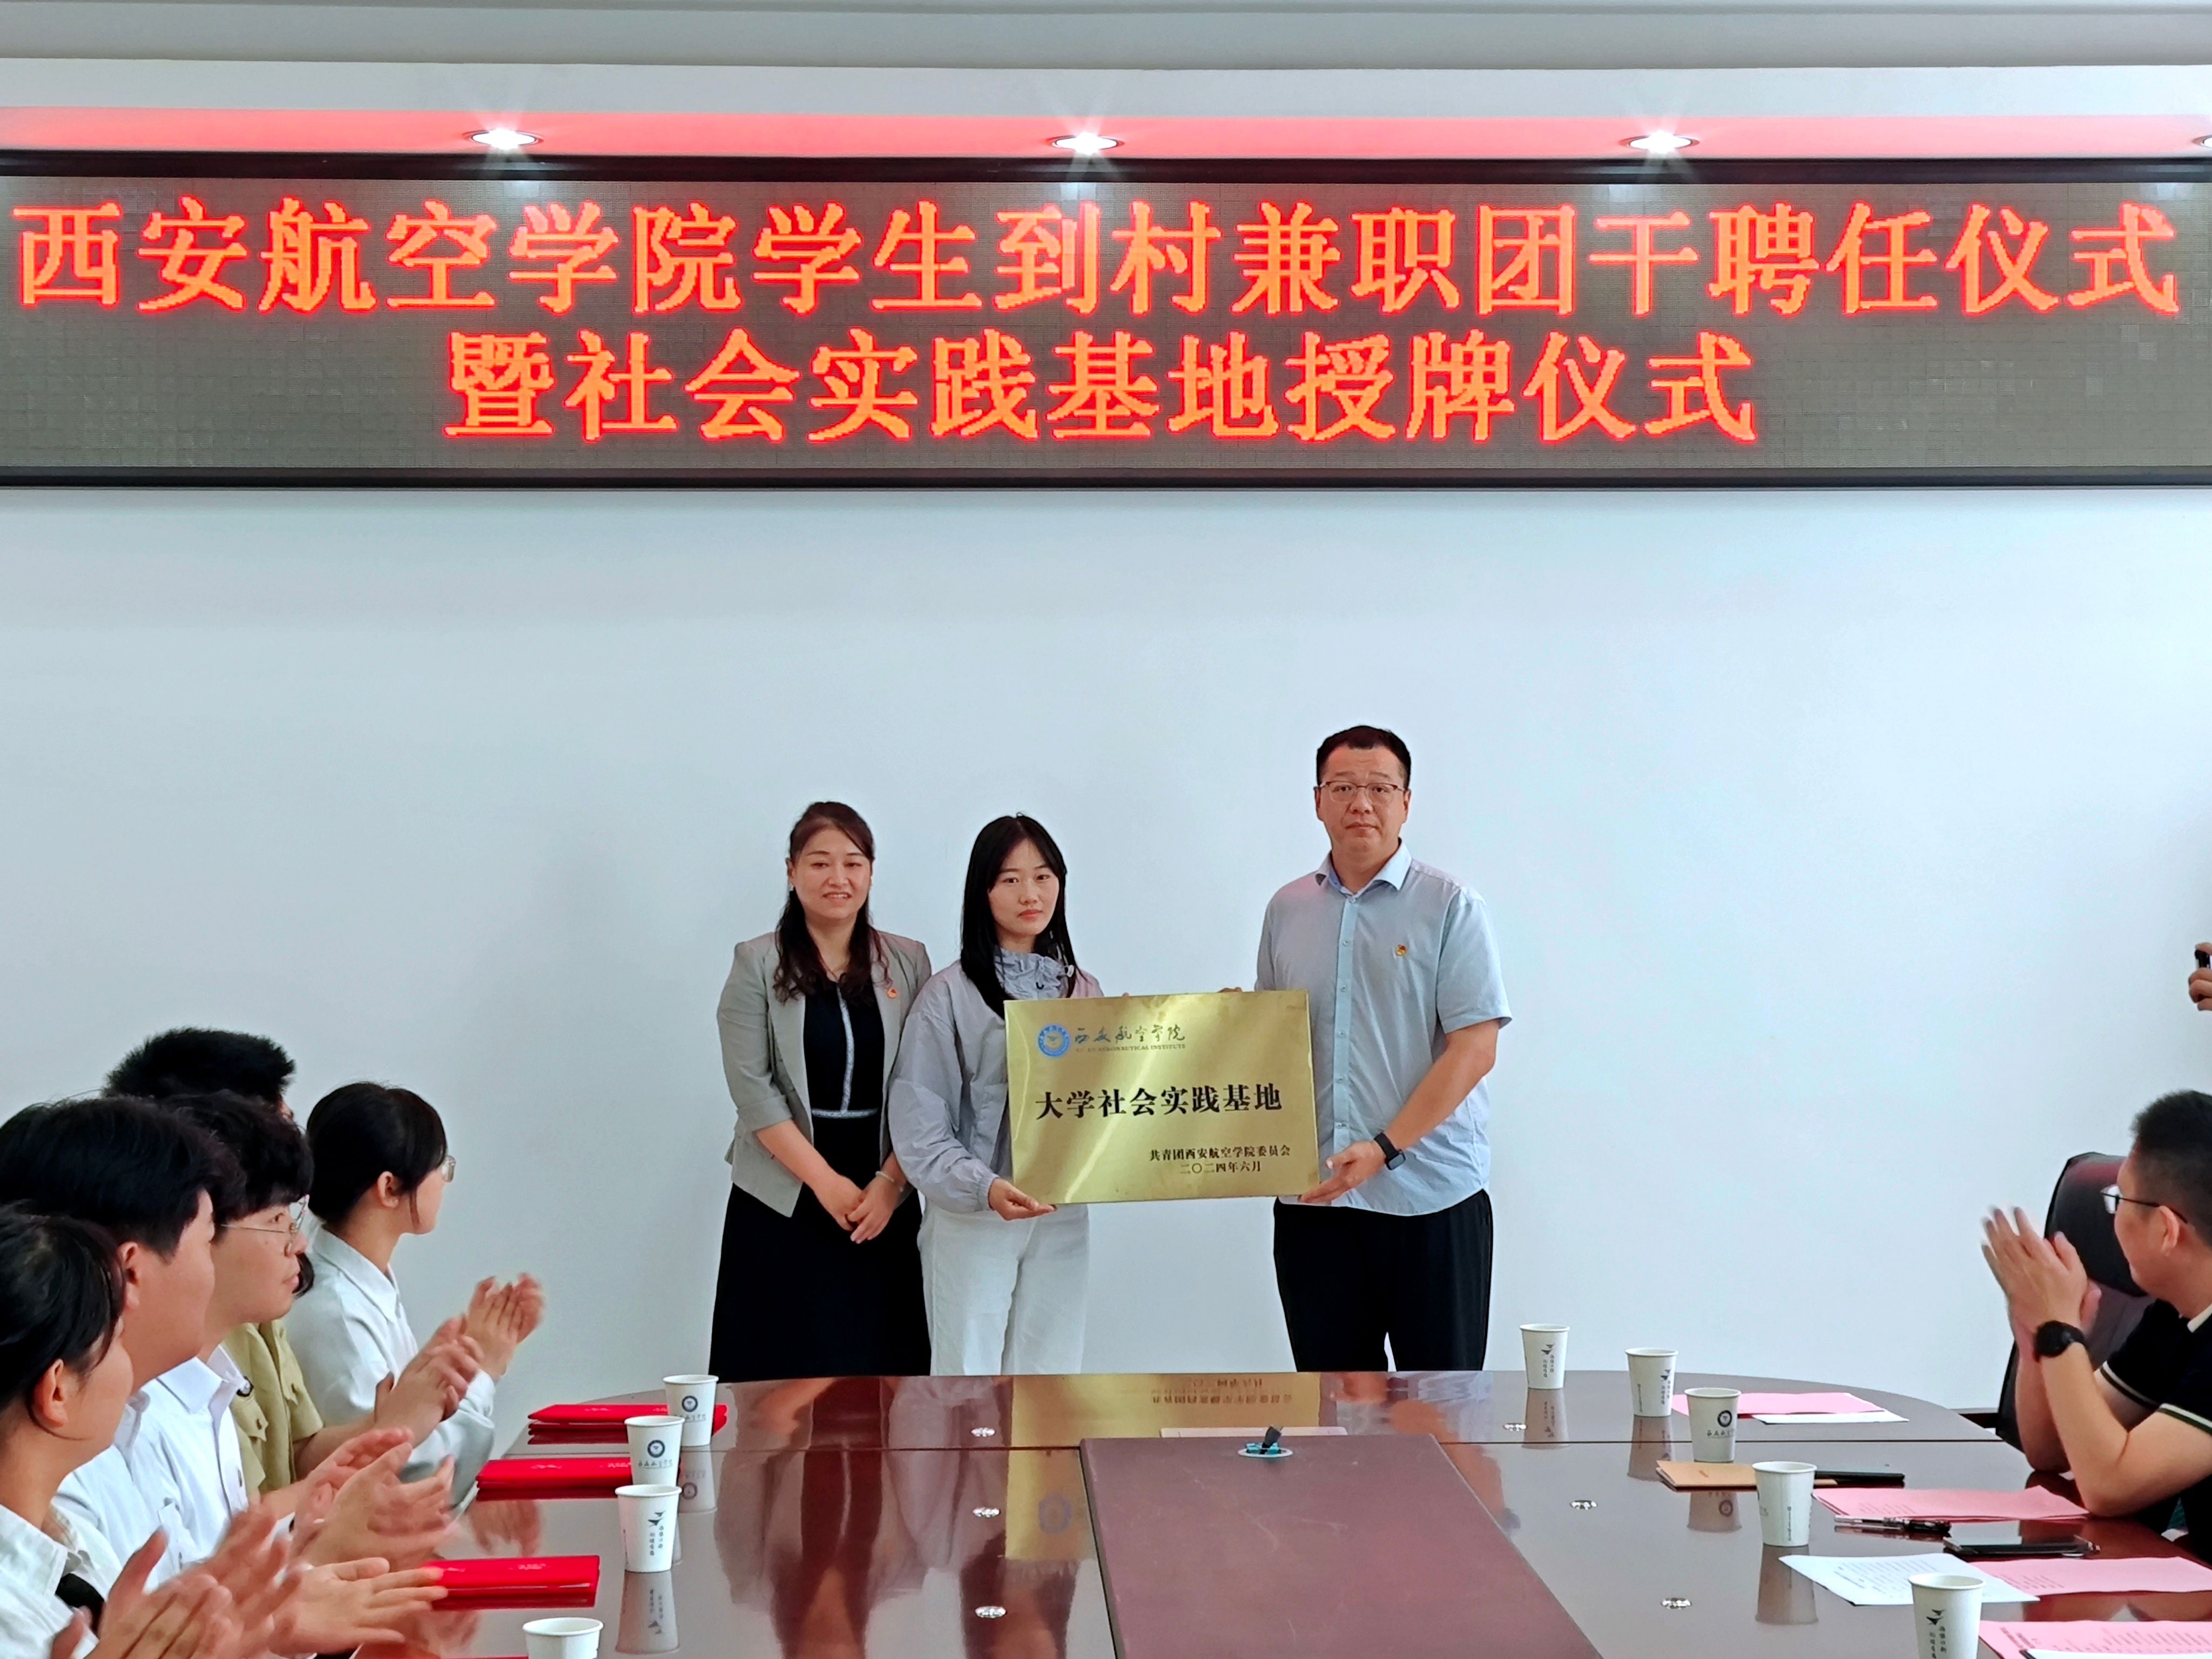 西安航空学院学生到村兼职团干聘任仪式
暨社会实践基地授牌仪式
西安航空学院
大学社会实践基地
共青团西安航空学院委员会
二〇二四年六月